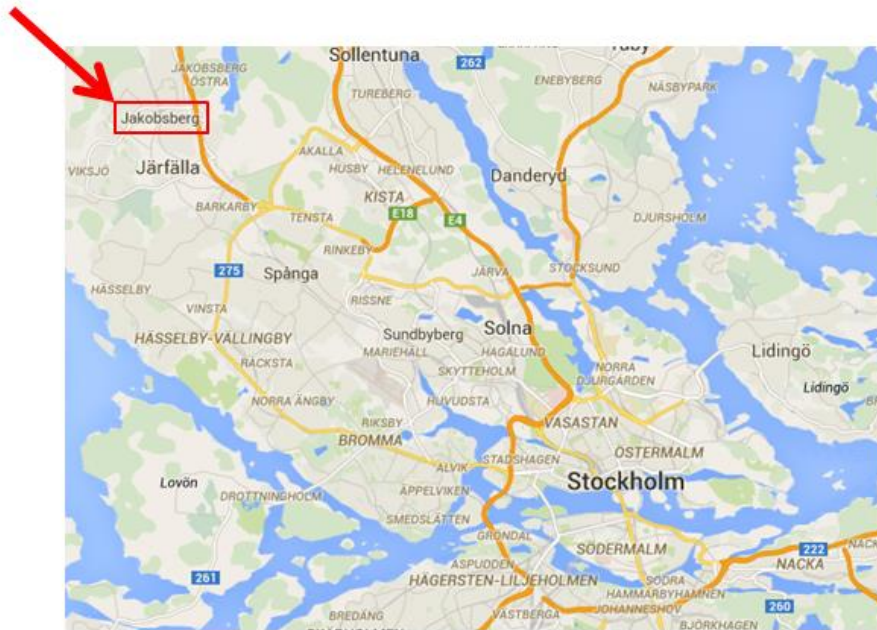 Sollentuna
262
JAKOBSBERG
ÖSTRA
TUREBERG
ENEBYBERG
NÄSBYPARK
Jakobsberg
AKALLA
VIKSJÖ
Järfälla
HUSBY
HELENELUND
Danderyd
KISTA
BARKARBY
TENSTA
E18
E4
DJURSHOLM
RINKEBY
275
Spånga
JÄRVA
STOCKSUND
HÄSSELBY
RISSNE
VINSTA
Sundbyberg
Solna
HÄSSELBY-VÄLLINGBY
MARIEHÄLL
HAGALUND
Lidingö
RÅCKSTA
SKYTTEHOLM
NORRA
DJURGÅRDEN
Lidingö
NORRA ÄNGBY
HUVUDSTA
RIKSBY
VASASTAN
BROMMA
ÖSTERMALM
ALVIK
STADSHAGEN
Lovön
Stockholm
DROTTNINGHOLM
ÄPPELVIKEN
SMEDSLÄTTEN
GRÖNDAL
SÖDERMALM
222
NACKA
ASPUDDEN
261
HÄGERSTEN-LILJEHOLMEN
SÖDRA
HAMMARBYHAMNEN
BREDÄNG
VÄSTBERGA
JOHANNESHOV
260
BJÖRKHAGEN